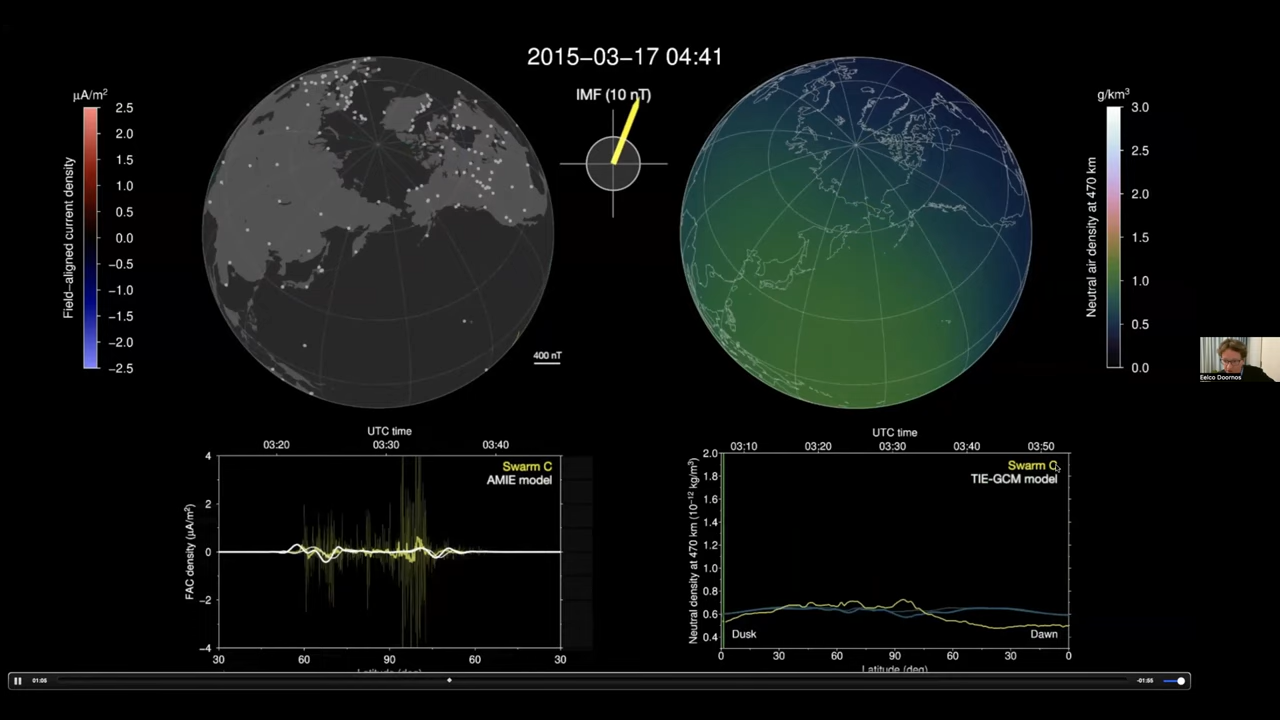 2015-03-17 04:41
µA/m²
2.5
2.0
1.5
1.0
0.5
0.0
−0.5
−1.0
−1.5
−2.0
−2.5
Field-aligned current density
400 nT
IMF (10 nT)
g/km³
3.0
2.5
2.0
1.5
1.0
0.5
0.0
Neutral air density at 470 km
Eelco Doornos
UTC time
03:20 03:30 03:40
Swarm C
AMIE model
FAC density (µA/m²)
4
2
0
−2
−4
30 60 90 60 30
Latitude (deg)
UTC time
03:10 03:20 03:30 03:40 03:50
Swarm C
TIE-GCM model
Neutral density at 470 km (10⁻¹² kg/m³)
2.0
1.8
1.6
1.4
1.2
1.0
0.8
0.6
0.4
Dusk Dawn
0 30 60 90 60 30 0
Latitude (deg)
01:05 -01:55